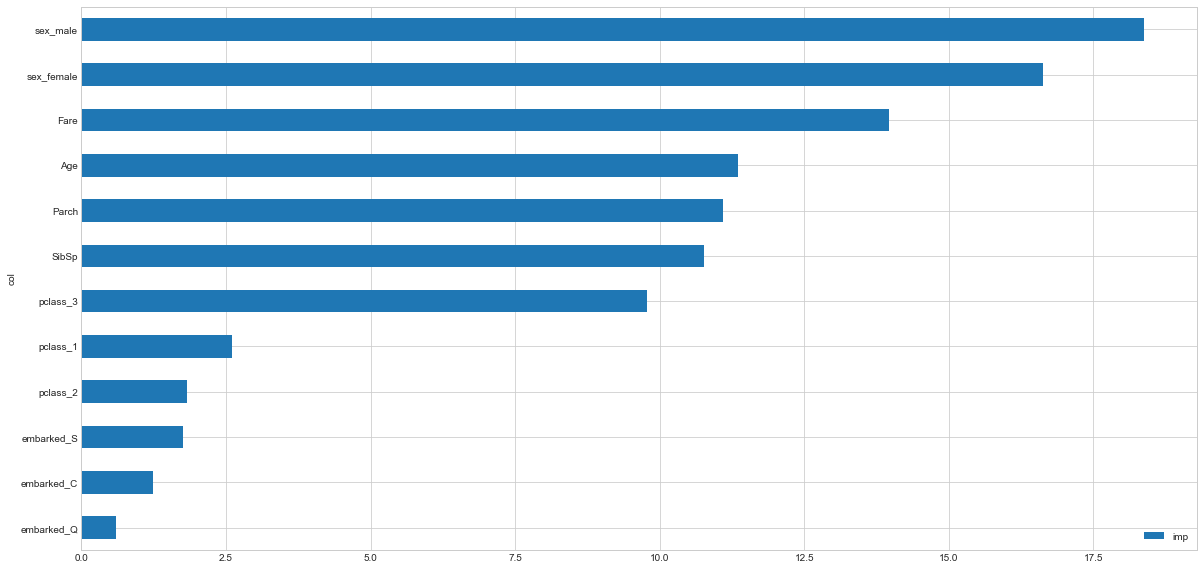 sex_male
sex_female
Fare
Age
Parch
SibSp
col
pclass_3
pclass_1
pclass_2
embarked_S
embarked_C
embarked_Q
imp
0.0 2.5 5.0 7.5 10.0 12.5 15.0 17.5